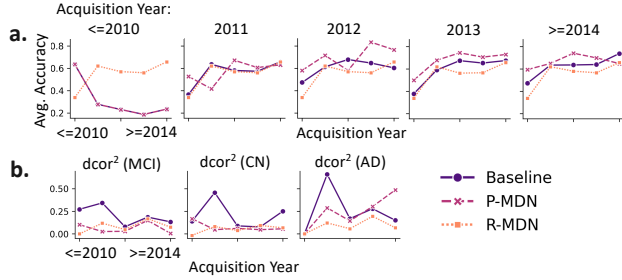 Acquisition Year:
a.
<=2010
2011
2012
2013
>=2014
Avg. Accuracy
0.8
0.6
0.4
0.2
<=2010
>=2014
Acquisition Year
b.
dcor² (MCI)
dcor² (CN)
dcor² (AD)
0.50
0.25
0.00
<=2010
>=2014
Acquisition Year
Baseline
P-MDN
R-MDN